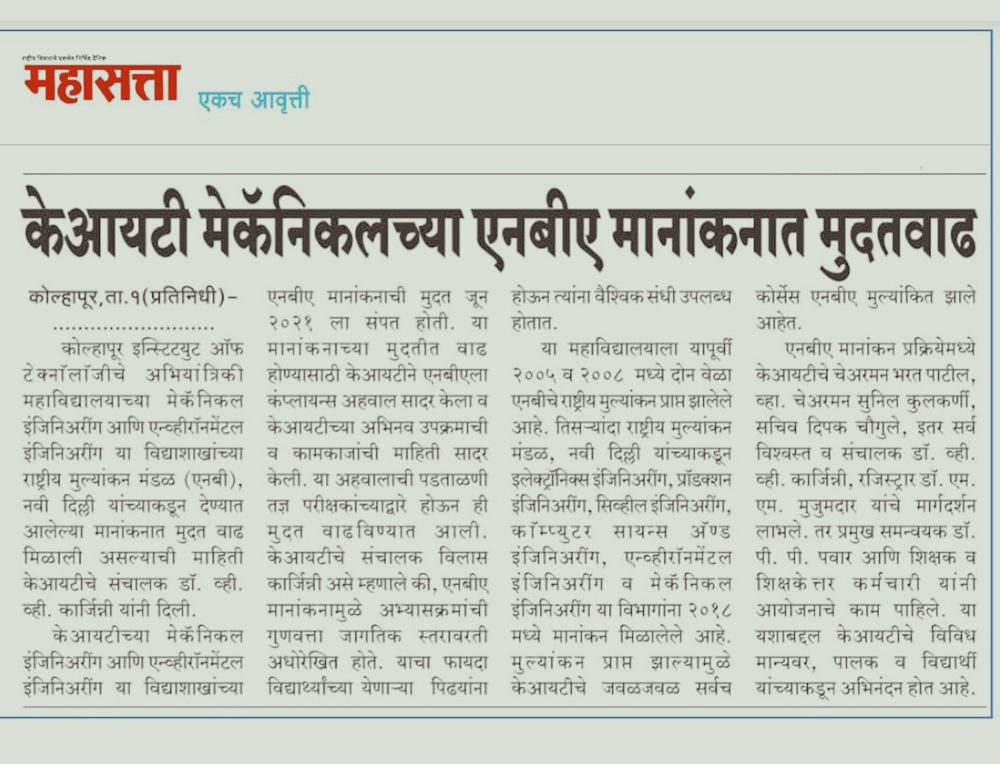 राष्ट्रीय विचाराचे एकमेव निर्भिड दैनिक
महासत्ता
एकच आवृत्ती
केआयटी मेकॅनिकलच्या एनबीए मानांकनात मुदतवाढ
कोल्हापूर,ता.१(प्रतिनिधी)–
..........................
कोल्हापूर इन्स्टिटयुट ऑफ
टेक्नॉलॉजीचे अभियांत्रिकी
महाविद्यालयाच्या मेकॅनिकल
इंजिनिअरींग आणि एन्व्हीरॉनमेंटल
इंजिनिअरींग या विद्याशाखांच्या
राष्ट्रीय मुल्यांकन मंडळ (एनबी),
नवी दिल्ली यांच्याकडून देण्यात
आलेल्या मानांकनात मुदत वाढ
मिळाली असल्याची माहिती
केआयटीचे संचालक डॉ. व्ही.
व्ही. कार्जिन्नी यांनी दिली.
केआयटीच्या मेकॅनिकल
इंजिनिअरींग आणि एन्व्हीरॉनमेंटल
इंजिनिअरींग या विद्याशाखांच्या
एनबीए मानांकनाची मुदत जून
२०२१ ला संपत होती. या
मानांकनाच्या मुदतीत वाढ
होण्यासाठी केआयटीने एनबीएला
कंप्लायन्स अहवाल सादर केला व
केआयटीच्या अभिनव उपक्रमाची
व कामकाजांची माहिती सादर
केली. या अहवालाची पडताळणी
तज्ञ परीक्षकांच्याद्वारे होऊन ही
मुदत वाढविण्यात आली.
केआयटीचे संचालक विलास
कार्जिन्नी असे म्हणाले की, एनबीए
मानांकनामुळे अभ्यासक्रमांची
गुणवत्ता जागतिक स्तरावरती
अधोरेखित होते. याचा फायदा
विद्यार्थ्यांच्या येणाऱ्या पिढयांना
होऊन त्यांना वैश्विक संधी उपलब्ध
होतात.
या महाविद्यालयाला यापूर्वी
२००५ व २००८ मध्ये दोन वेळा
एनबीचे राष्ट्रीय मुल्यांकन प्राप्त झालेले
आहे. तिसऱ्यांदा राष्ट्रीय मुल्यांकन
मंडळ, नवी दिल्ली यांच्याकडून
इलेक्ट्रॉनिक्स इंजिनिअरींग, प्रॉडक्शन
इंजिनिअरींग, सिव्हील इंजिनिअरींग,
कॉम्प्युटर सायन्स अ‍ॅण्ड
इंजिनिअरींग, एन्व्हीरॉनमेंटल
इंजिनिअरींग व मेकॅनिकल
इंजिनिअरींग या विभागांना २०१८
मध्ये मानांकन मिळालेले आहे.
मुल्यांकन प्राप्त झाल्यामुळे
केआयटीचे जवळजवळ सर्वच
कोर्सेस एनबीए मुल्यांकित झाले
आहेत.
एनबीए मानांकन प्रक्रियेमध्ये
केआयटीचे चेअरमन भरत पाटील,
व्हा. चेअरमन सुनिल कुलकर्णी,
सचिव दिपक चौगुले, इतर सर्व
विश्वस्त व संचालक डॉ. व्ही.
व्ही. कार्जिन्नी, रजिस्ट्रार डॉ. एम.
एम. मुजुमदार यांचे मार्गदर्शन
लाभले. तर प्रमुख समन्वयक डॉ.
पी. पी. पवार आणि शिक्षक व
शिक्षकेत्तर कर्मचारी यांनी
आयोजनाचे काम पाहिले. या
यशाबद्दल केआयटीचे विविध
मान्यवर, पालक व विद्यार्थी
यांच्याकडून अभिनंदन होत आहे.